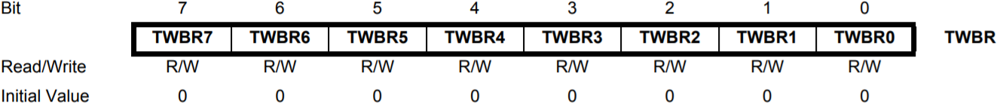 Bit 7 6 5 4 3 2 1 0
TWBR7 TWBR6 TWBR5 TWBR4 TWBR3 TWBR2 TWBR1 TWBR0 TWBR
Read/Write R/W R/W R/W R/W R/W R/W R/W R/W
Initial Value 0 0 0 0 0 0 0 0